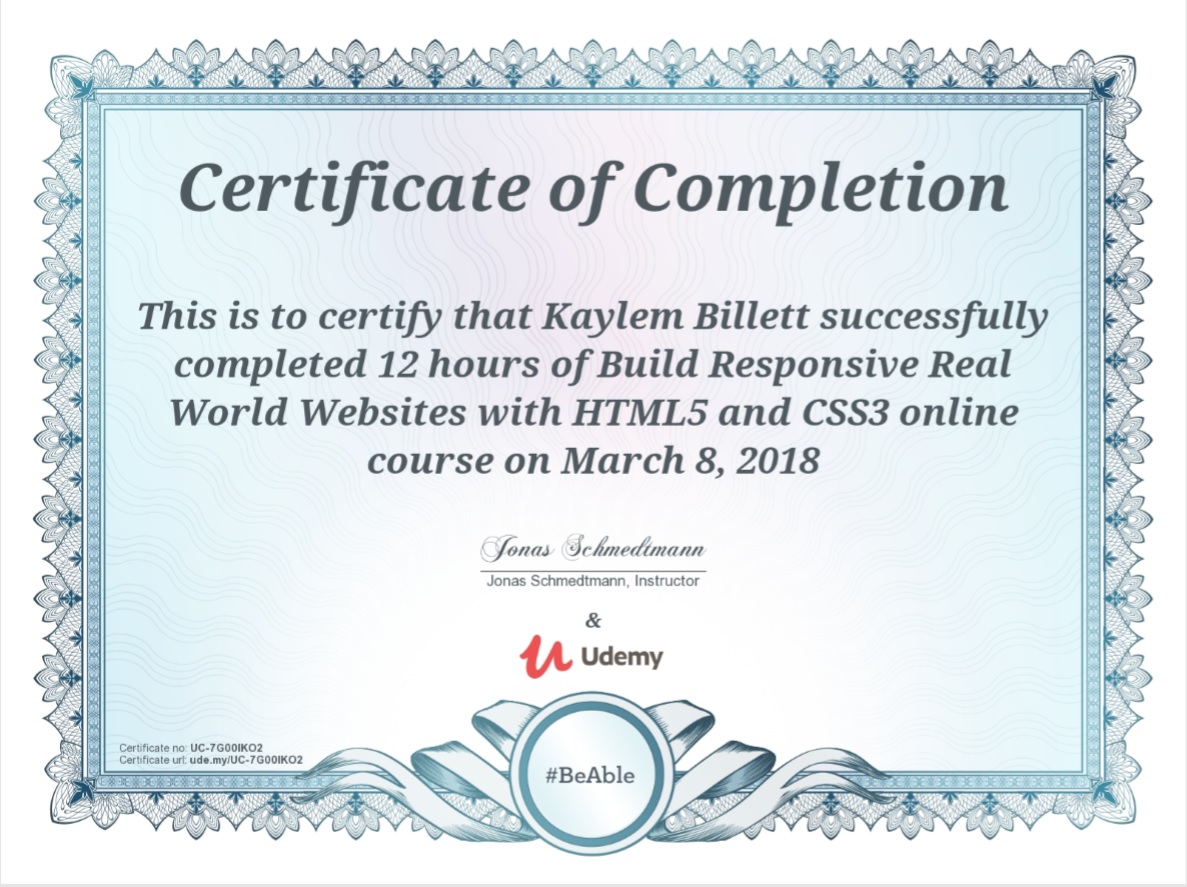 Certificate of Completion
This is to certify that Kaylem Billett successfully
completed 12 hours of Build Responsive Real
World Websites with HTML5 and CSS3 online
course on March 8, 2018
Jonas Schmedtmann
Jonas Schmedtmann, Instructor
&
Udemy
Certificate no: UC-7G00IKO2
Certificate url: ude.my/UC-7G00IKO2
#BeAble